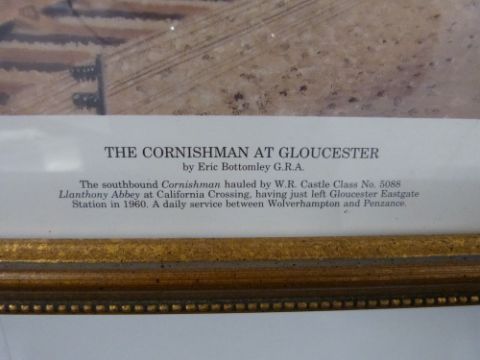 THE CORNISHMAN AT GLOUCESTER
by Eric Bottomley G.R.A.
The southbound Cornishman hauled by W.R. Castle Class No. 5088
Llanthony Abbey at California Crossing, having just left Gloucester Eastgate
Station in 1960. A daily service between Wolverhampton and Penzance.